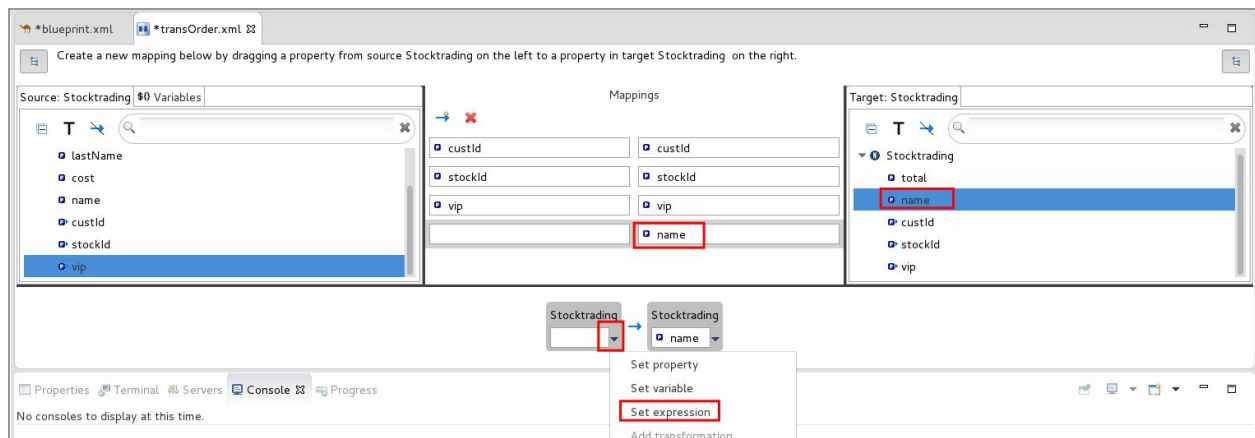 *blueprint.xml *transOrder.xml
Create a new mapping below by dragging a property from source Stocktrading on the left to a property in target Stocktrading on the right.
Source: Stocktrading ${} Variables
Mappings
Target: Stocktrading
T
T
lastName
cost
name
custId
stockId
vip
custId custId
stockId stockId
vip vip
name
Stocktrading
total
name
custId
stockId
vip
Stocktrading Stocktrading
name
Set property
Set variable
Set expression
Add transformation
Properties Terminal Servers Console Progress
No consoles to display at this time.